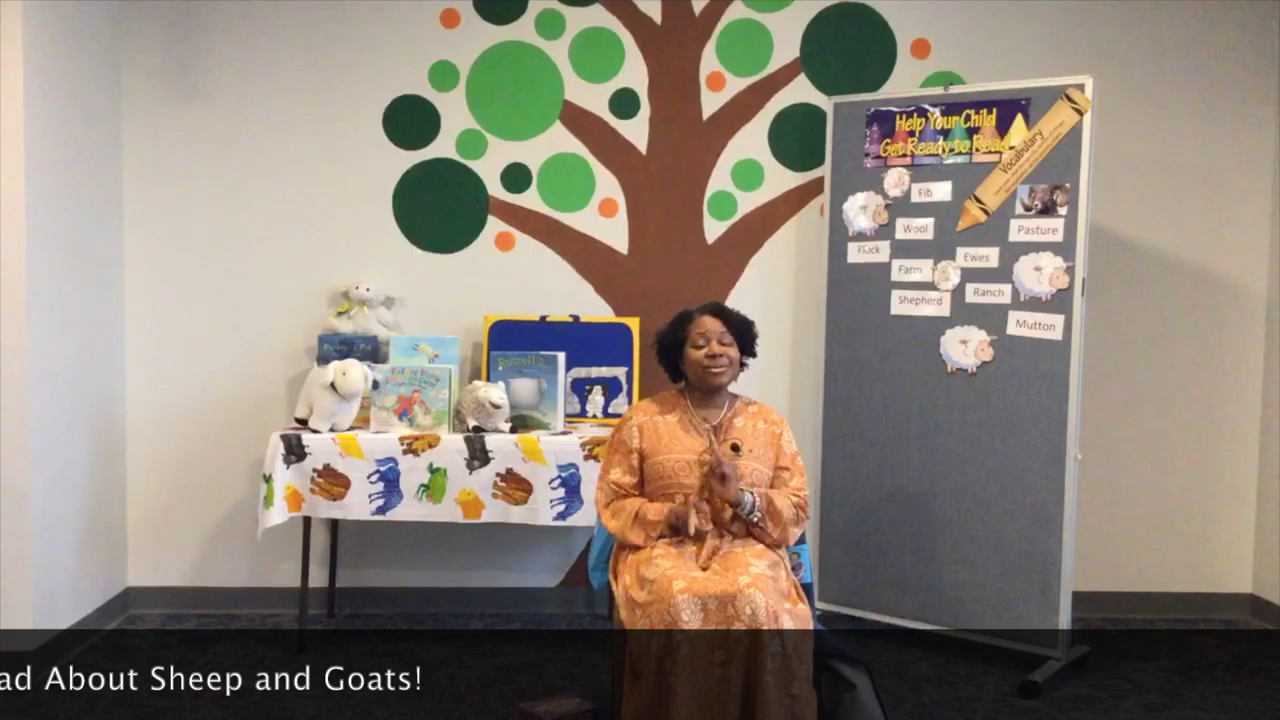 Help Your Child
Get Ready to Read
Vocabulary
Fib
Wool
Pasture
Flock
Ewes
Farm
Ranch
Shepherd
Mutton
Russell
ad About Sheep and Goats!